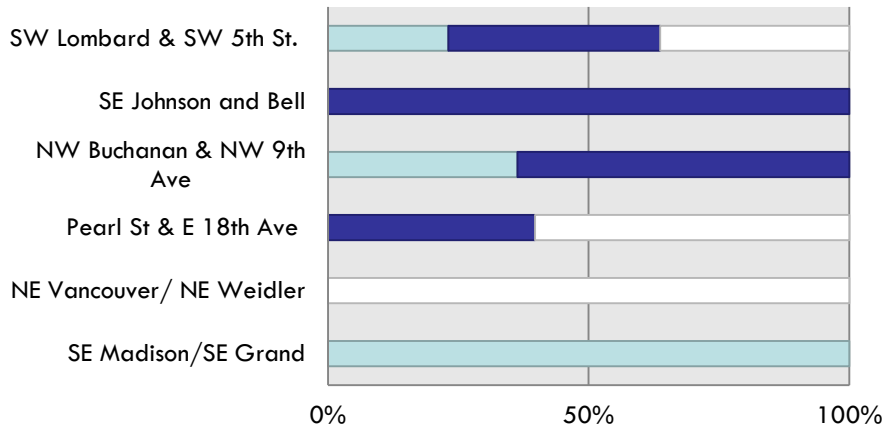 SW Lombard & SW 5th St.
SE Johnson and Bell
NW Buchanan & NW 9th
Ave
Pearl St & E 18th Ave
NE Vancouver/ NE Weidler
SE Madison/SE Grand
0% 50% 100%